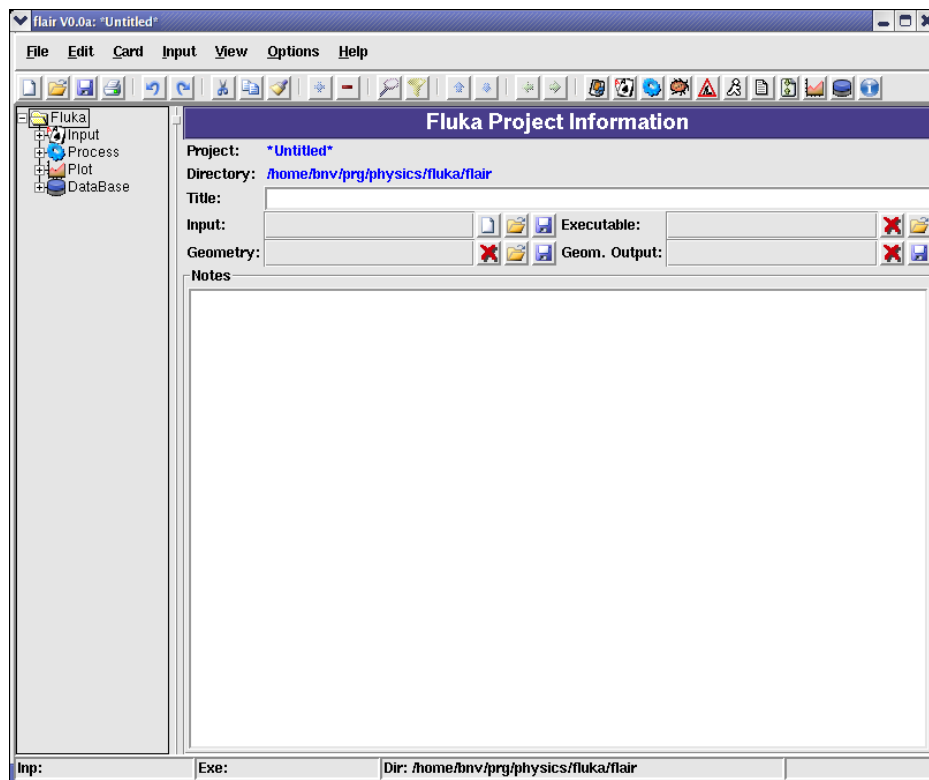 flair V0.0a: *Untitled*
File Edit Card Input View Options Help
Fluka
Input
Process
Plot
DataBase
Fluka Project Information
Project: *Untitled*
Directory: /home/bnv/prg/physics/fluka/flair
Title:
Input: Executable:
Geometry: Geom. Output:
Notes
Inp: Exe: Dir: /home/bnv/prg/physics/fluka/flair